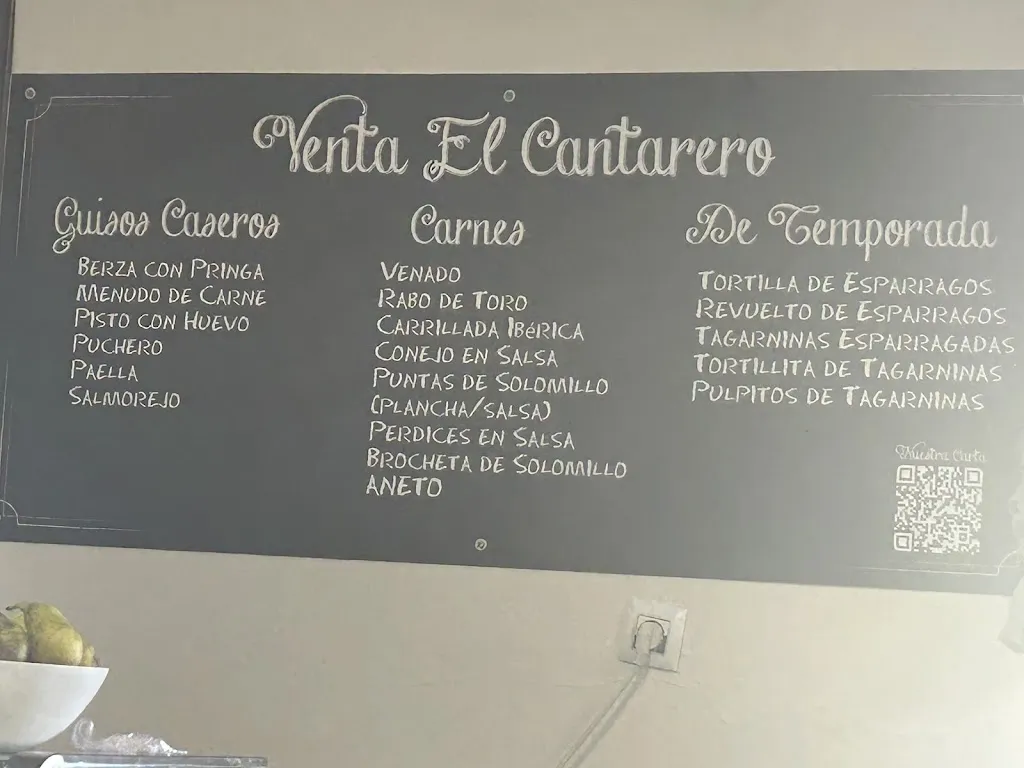 Venta El Cantarero
Guisos Caseros
BERZA CON PRINGA
MENUDO DE CARNE
PISTO CON HUEVO
PUCHERO
PAELLA
SALMOREJO
Carnes
VENADO
RABO DE TORO
CARRILLADA IBéRICA
CONEJO EN SALSA
PUNTAS DE SOLOMILLO
(PLANCHA/SALSA)
PERDICES EN SALSA
BROCHETA DE SOLOMILLO
ANETO
De Temporada
TORTILLA DE ESPARRAGOS
REVUELTO DE ESPARRAGOS
TAGARNINAS ESPARRAGADAS
TORTILLITA DE TAGARNINAS
PULPITOS DE TAGARNINAS
Nuestra Carta